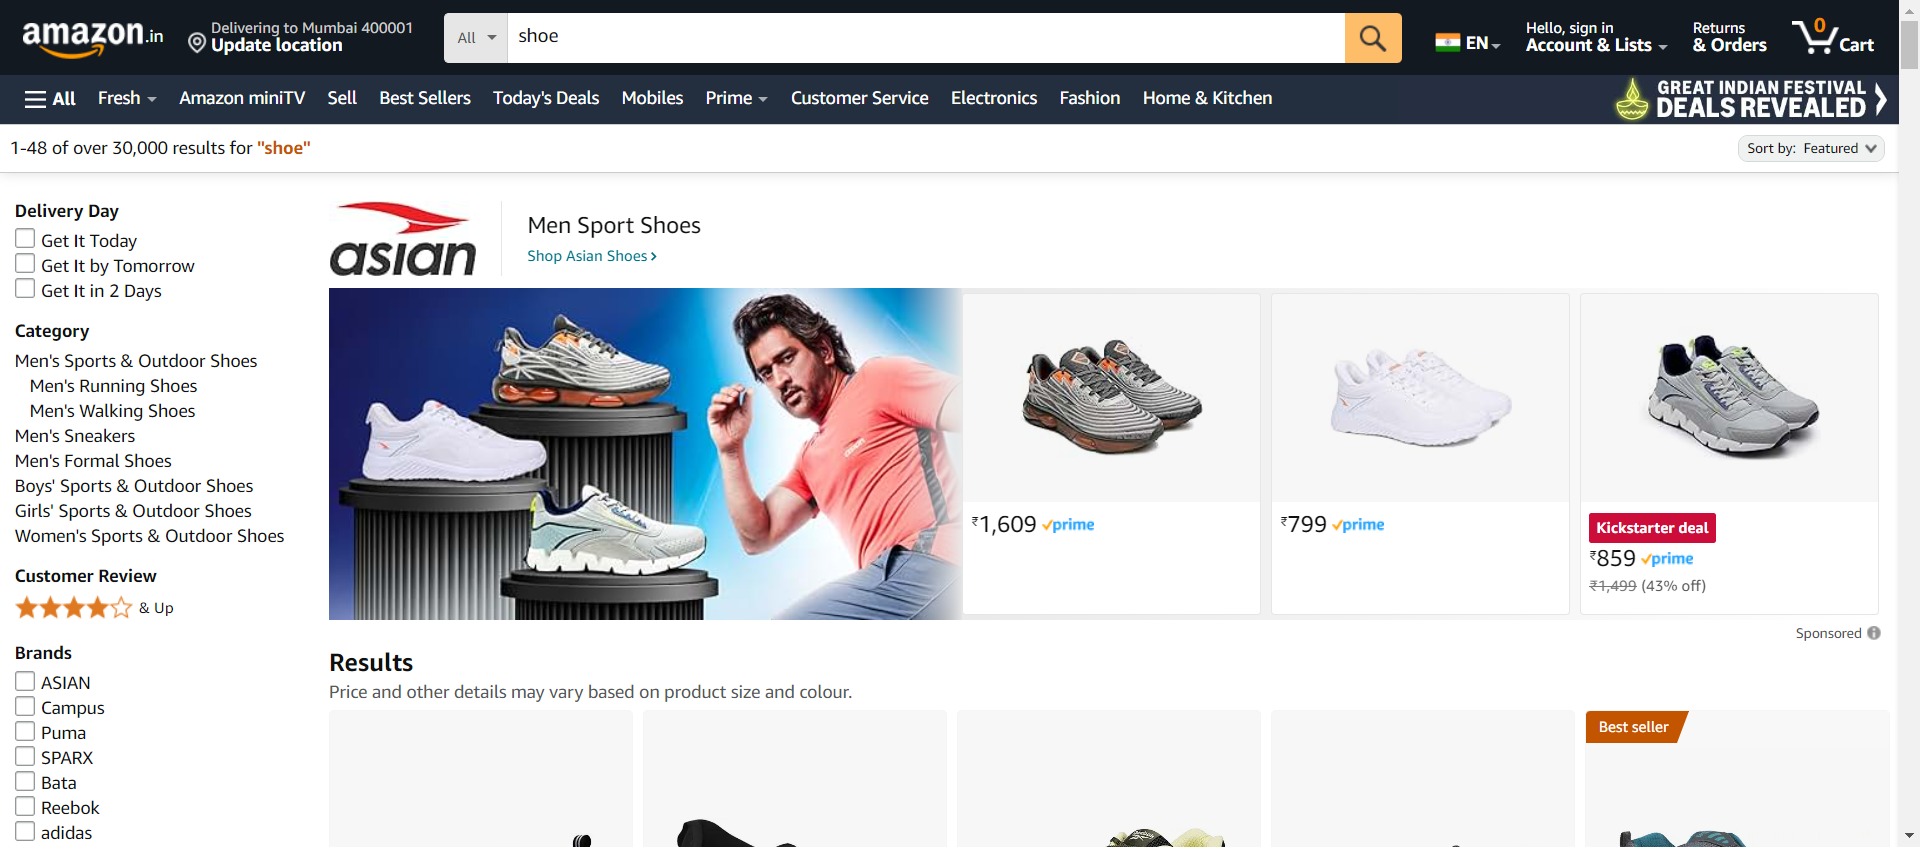 amazon.in
Delivering to Mumbai 400001
Update location
All
shoe
EN
Hello, sign in
Account & Lists
Returns
& Orders
0
Cart
All
Fresh
Amazon miniTV
Sell
Best Sellers
Today's Deals
Mobiles
Prime
Customer Service
Electronics
Fashion
Home & Kitchen
GREAT INDIAN FESTIVAL
DEALS REVEALED
1-48 of over 30,000 results for "shoe"
Sort by: Featured
Delivery Day
Get It Today
Get It by Tomorrow
Get It in 2 Days
Category
Men's Sports & Outdoor Shoes
Men's Running Shoes
Men's Walking Shoes
Men's Sneakers
Men's Formal Shoes
Boys' Sports & Outdoor Shoes
Girls' Sports & Outdoor Shoes
Women's Sports & Outdoor Shoes
Customer Review
& Up
Brands
ASIAN
Campus
Puma
SPARX
Bata
Reebok
adidas
asian
Men Sport Shoes
Shop Asian Shoes ›
asian
₹1,609 prime
₹799 prime
Kickstarter deal
₹859 prime
₹1,499 (43% off)
Sponsored
Results
Price and other details may vary based on product size and colour.
Best seller